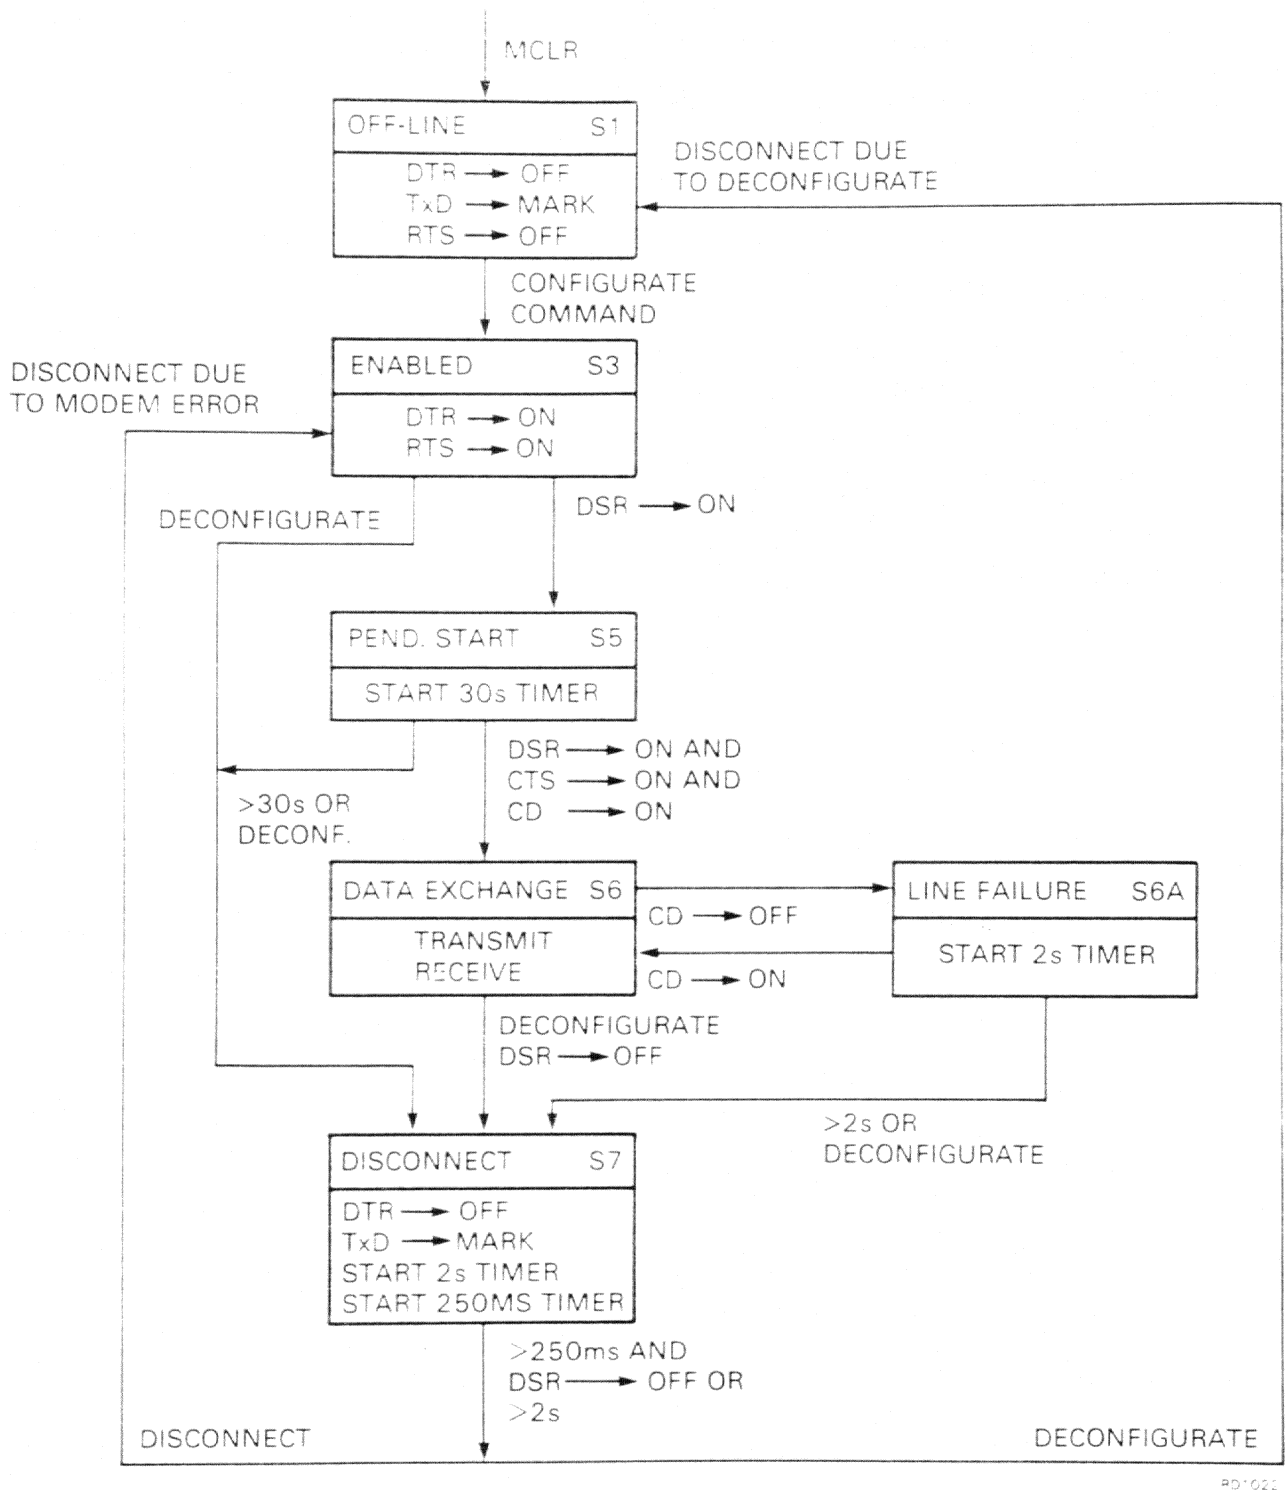 MCLR
OFF-LINE S1
DTR → OFF
TxD → MARK
RTS → OFF
DISCONNECT DUE
TO DECONFIGURATE
CONFIGURATE
COMMAND
ENABLED S3
DTR → ON
RTS → ON
DISCONNECT DUE
TO MODEM ERROR
DECONFIGURATE
DSR → ON
PEND. START S5
START 30s TIMER
DSR → ON AND
CTS → ON AND
CD → ON
>30s OR
DECONF.
DATA EXCHANGE S6
TRANSMIT
RECEIVE
CD → OFF
CD → ON
LINE FAILURE S6A
START 2s TIMER
DECONFIGURATE
DSR → OFF
>2s OR
DECONFIGURATE
DISCONNECT S7
DTR → OFF
TxD → MARK
START 2s TIMER
START 250MS TIMER
>250ms AND
DSR → OFF OR
>2s
DISCONNECT
DECONFIGURATE